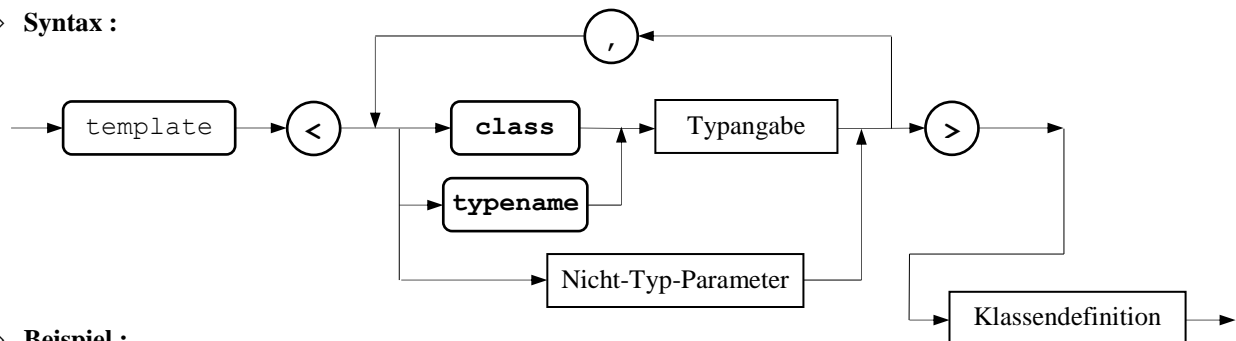 Syntax :
,
template < class Typangabe >
typename
Nicht-Typ-Parameter
Klassendefinition
Beispiel :